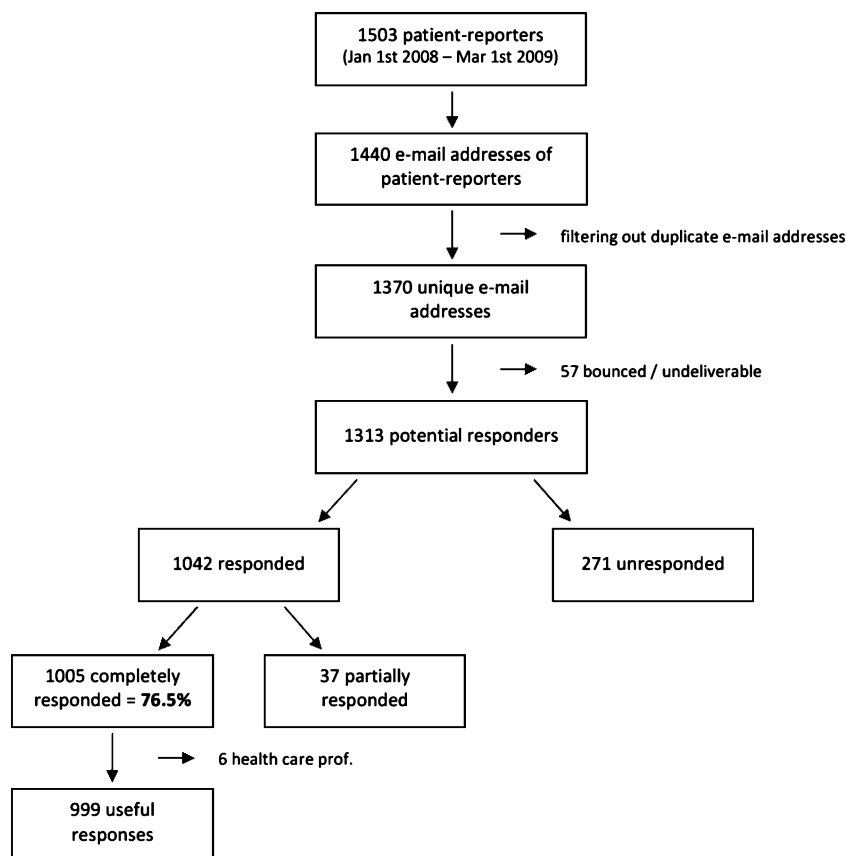 1503 patient-reporters
(Jan 1st 2008 – Mar 1st 2009)
1440 e-mail addresses of
patient-reporters
filtering out duplicate e-mail addresses
1370 unique e-mail
addresses
57 bounced / undeliverable
1313 potential responders
1042 responded
271 unresponded
1005 completely
responded = 76.5%
37 partially
responded
6 health care prof.
999 useful
responses